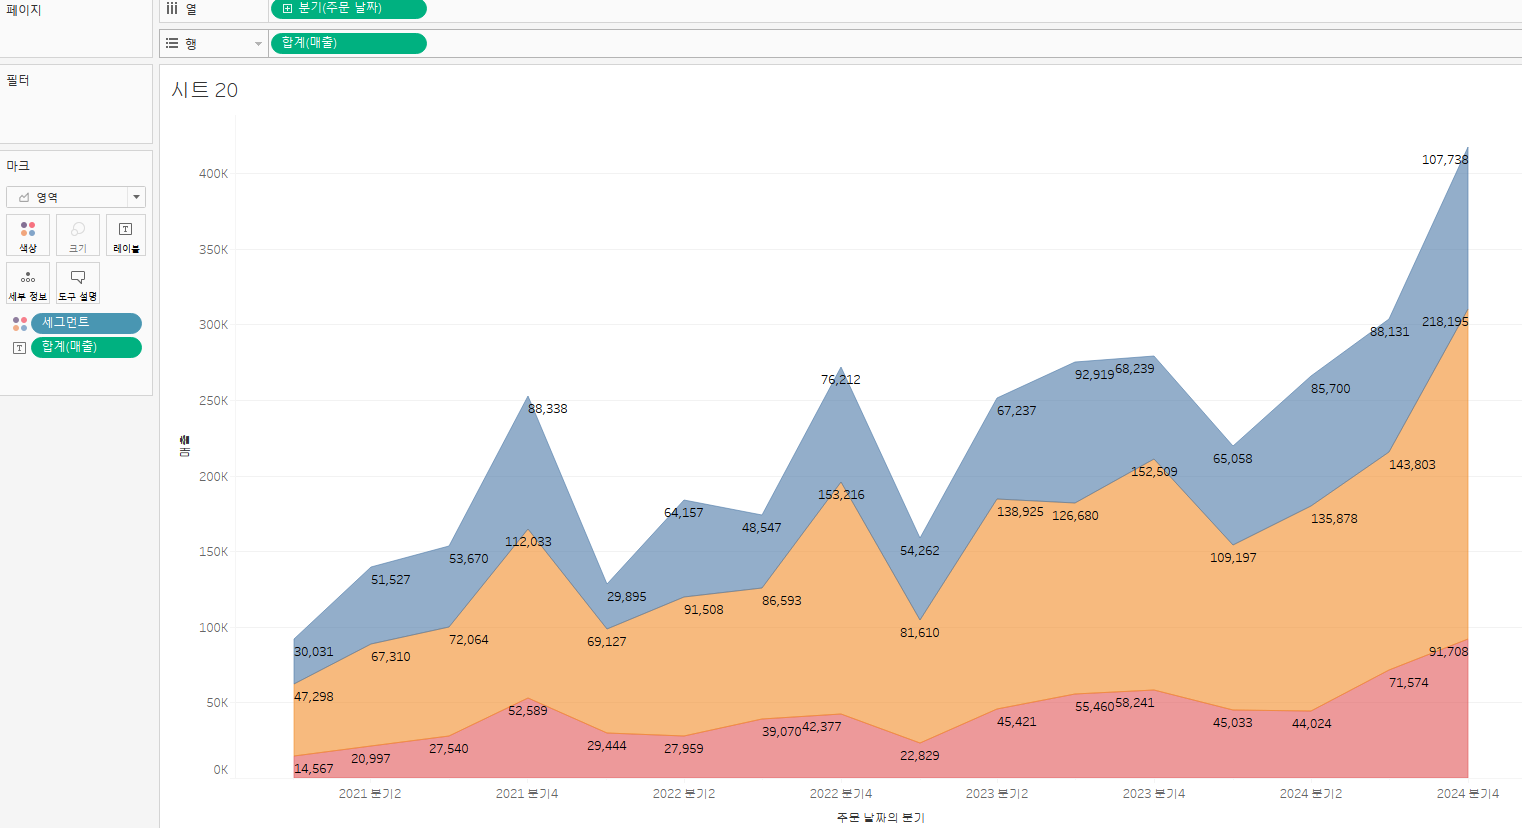 페이지
열
분기(주문 날짜)
행
합계(매출)
필터
마크
영역
색상
크기
레이블
세부 정보
도구 설명
세그먼트
합계(매출)
시트 20
400K
350K
300K
250K
200K
150K
100K
50K
0K
매출
107,738
218,195
88,131
76,212
92,919 68,239
85,700
88,338
67,237
143,803
65,058
152,509
153,216
64,157
138,925 126,680
135,878
48,547
112,033
54,262
109,197
53,670
51,527
29,895
86,593
91,508
81,610
72,064
69,127
67,310
30,031
91,708
47,298
71,574
52,589
55,460 58,241
45,421
45,033
44,024
39,070 42,377
29,444
27,959
27,540
22,829
20,997
14,567
2021 분기2
2021 분기4
2022 분기2
2022 분기4
2023 분기2
2023 분기4
2024 분기2
2024 분기4
주문 날짜의 분기